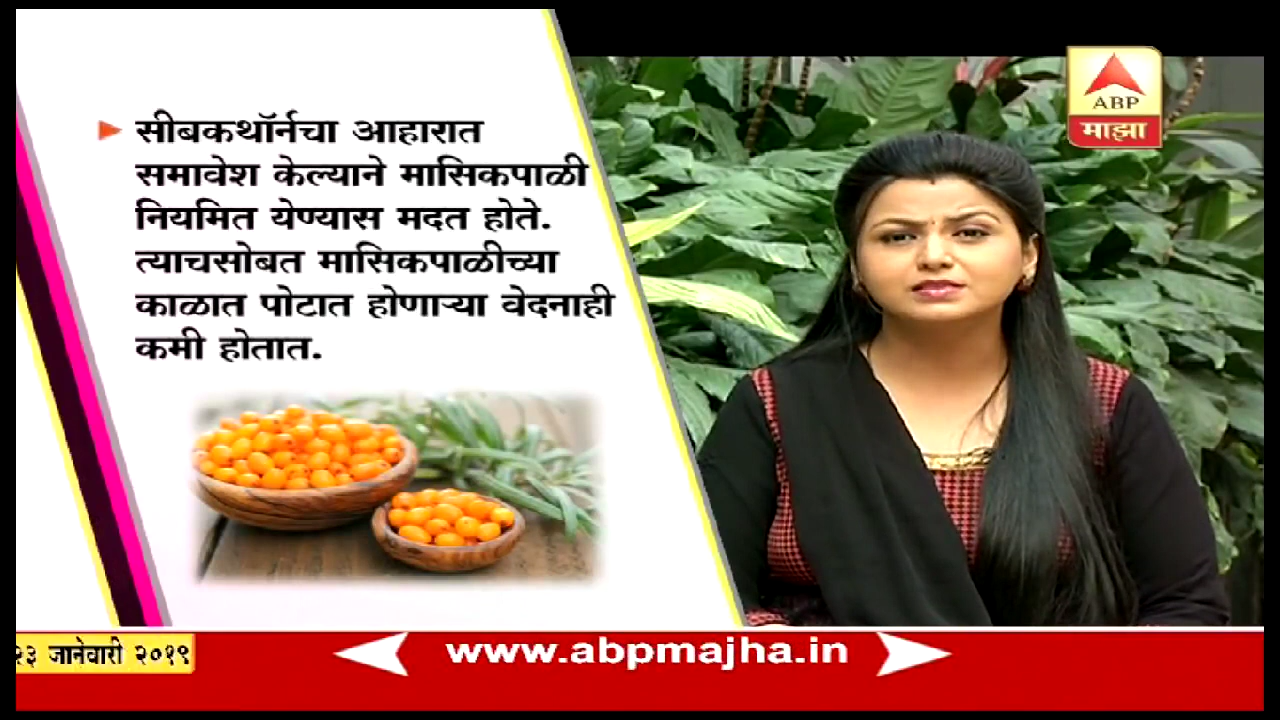 सीबकथॉर्नचा आहारात
समावेश केल्याने मासिकपाळी
नियमित येण्यास मदत होते.
त्याचसोबत मासिकपाळीच्या
काळात पोटात होणाऱ्या वेदनाही
कमी होतात.
ABP
माझा
२३ जानेवारी २०१९
www.abpmajha.in